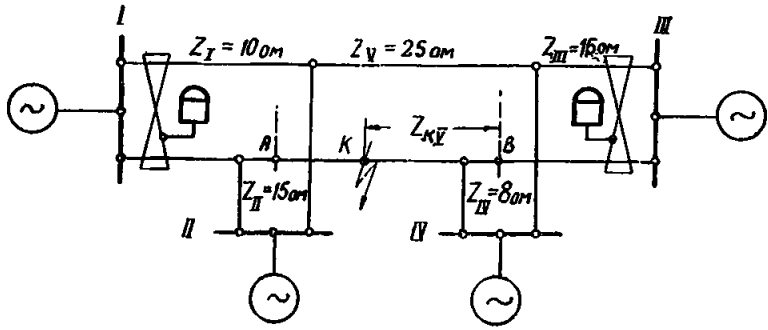 I
III
Z_I = 10 ом
Z_V = 25 ом
Z_III = 16 ом
Z_KV
A
K
B
Z_II = 15 ом
Z_IV = 8 ом
II
IV
~
~
~
~